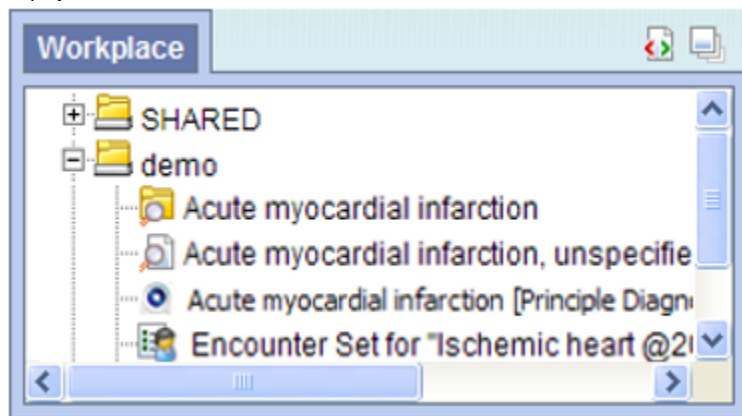 Workplace
SHARED
demo
Acute myocardial infarction
Acute myocardial infarction, unspecifie
Acute myocardial infarction [Principle Diagn
Encounter Set for "Ischemic heart @2